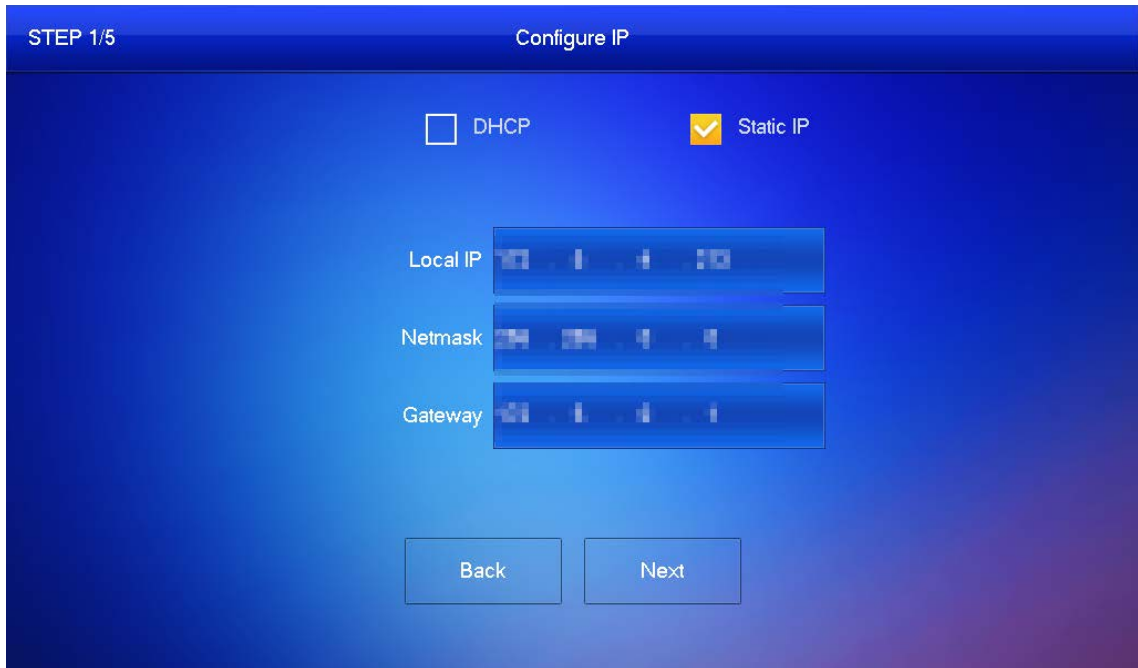 STEP 1/5
Configure IP
DHCP
Static IP
Local IP
Netmask
Gateway
Back
Next